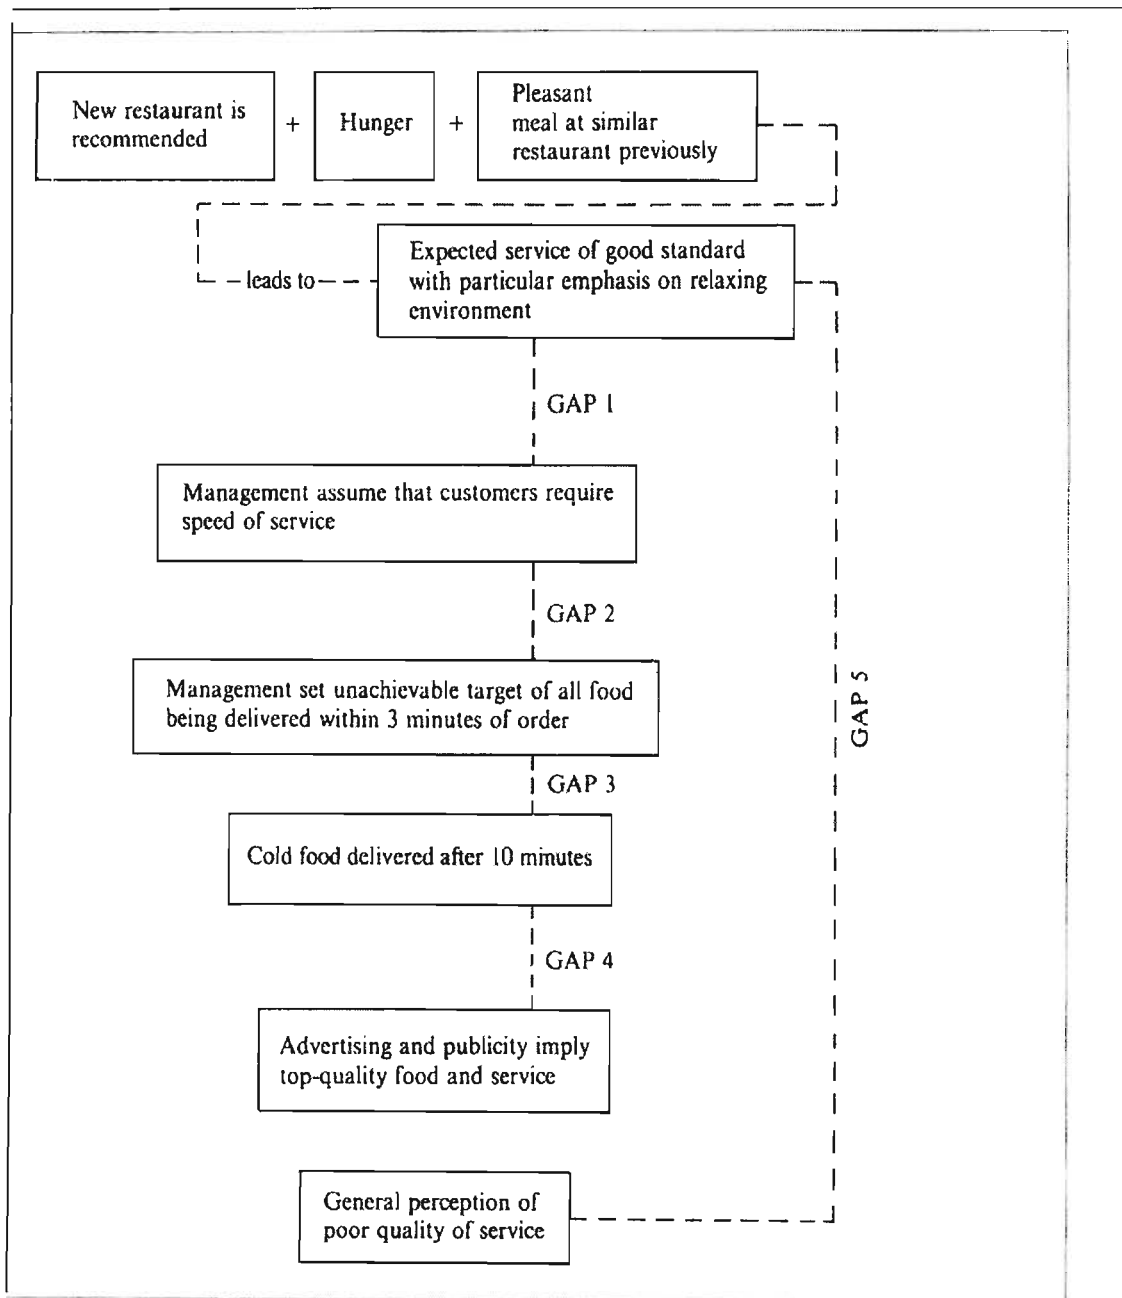 New restaurant is
recommended
+
Hunger
+
Pleasant
meal at similar
restaurant previously
leads to
Expected service of good standard
with particular emphasis on relaxing
environment
GAP 1
Management assume that customers require
speed of service
GAP 2
Management set unachievable target of all food
being delivered within 3 minutes of order
GAP 3
Cold food delivered after 10 minutes
GAP 4
Advertising and publicity imply
top-quality food and service
GAP 5
General perception of
poor quality of service